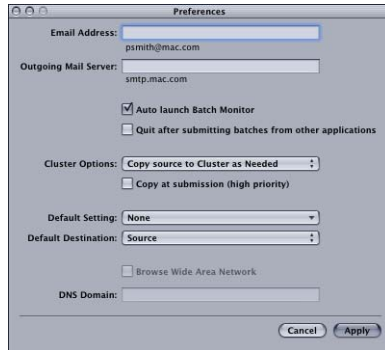 Preferences
Email Address:
psmith@mac.com
Outgoing Mail Server:
smtp.mac.com
Auto launch Batch Monitor
Quit after submitting batches from other applications
Cluster Options: Copy source to Cluster as Needed
Copy at submission (high priority)
Default Setting: None
Default Destination: Source
Browse Wide Area Network
DNS Domain:
Cancel Apply